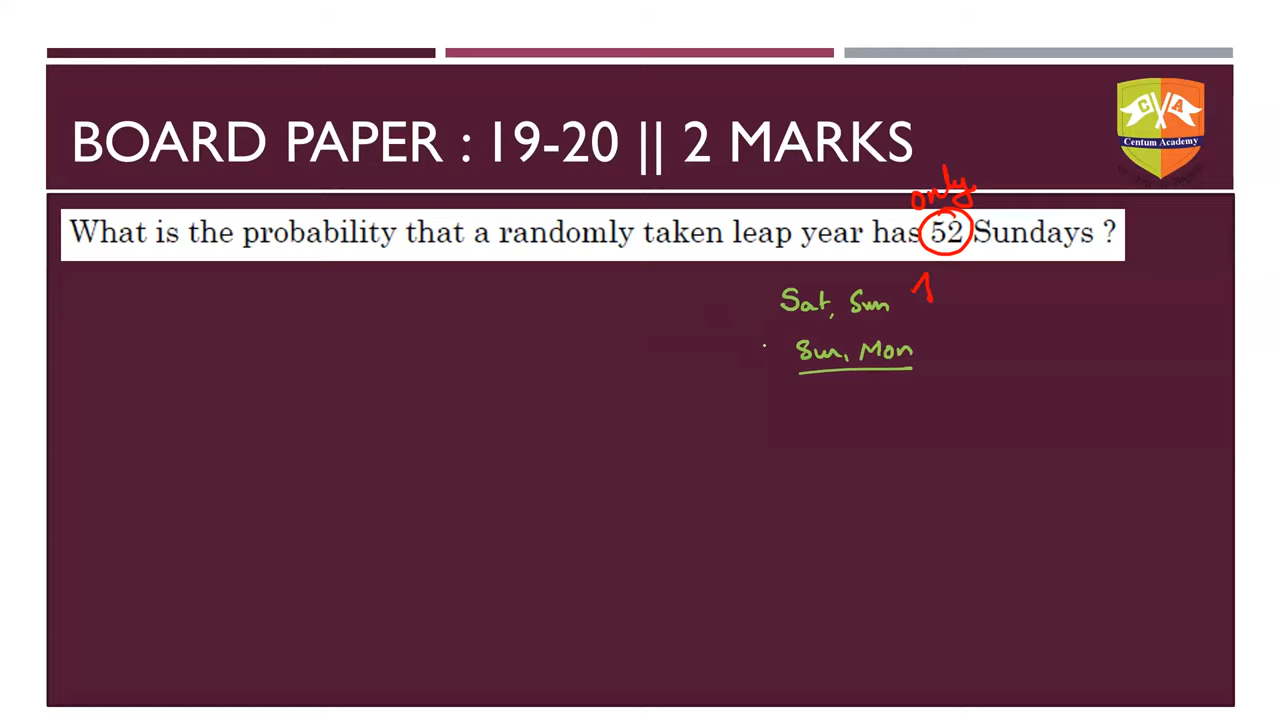 C A
Centum Academy
BOARD PAPER : 19-20 || 2 MARKS
only
What is the probability that a randomly taken leap year has 52 Sundays ?
Sat, Sun
Sun, Mon